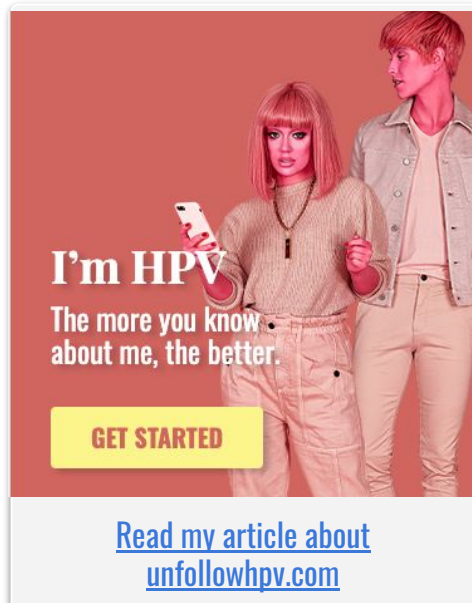 I'm HPV
The more you know
about me, the better.
GET STARTED
Read my article about
unfollowhpv.com